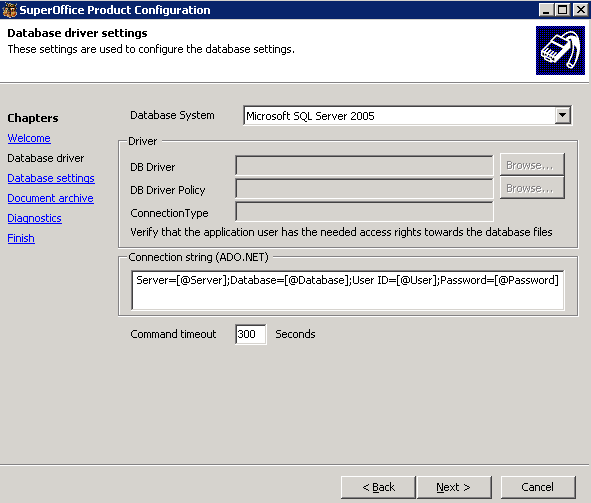 SuperOffice Product Configuration
Database driver settings
These settings are used to configure the database settings.
Chapters
Welcome
Database driver
Database settings
Document archive
Diagnostics
Finish
Database System
Microsoft SQL Server 2005
Driver
DB Driver
Browse...
DB Driver Policy
Browse...
ConnectionType
Verify that the application user has the needed access rights towards the database files
Connection string (ADO.NET)
Server=[@Server];Database=[@Database];User ID=[@User];Password=[@Password]
Command timeout
300
Seconds
< Back
Next >
Cancel